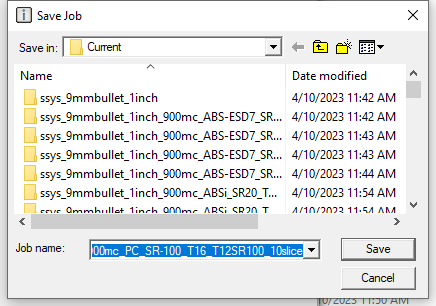 Save Job
Save in: Current
Name Date modified
ssys_9mmbullet_1inch 4/10/2023 11:42 AM
ssys_9mmbullet_1inch_900mc_ABS-ESD7_SR... 4/10/2023 11:42 AM
ssys_9mmbullet_1inch_900mc_ABS-ESD7_SR... 4/10/2023 11:43 AM
ssys_9mmbullet_1inch_900mc_ABS-ESD7_SR... 4/10/2023 11:43 AM
ssys_9mmbullet_1inch_900mc_ABS-ESD7_SR... 4/10/2023 11:44 AM
ssys_9mmbullet_1inch_900mc_ABSi_SR20_T... 4/10/2023 11:54 AM
ssys_9mmbullet_1inch_900mc_ABSi_SR20_T... 4/10/2023 11:54 AM
Job name: 00mc_PC_SR-100_T16_T12SR100_10slice Save
Cancel
/10/2023 11:50 AM